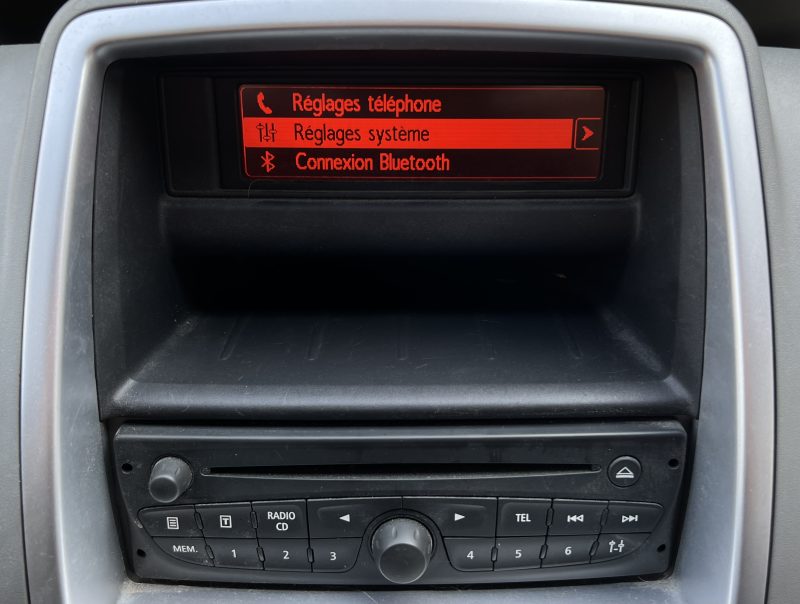 Réglages téléphone
Réglages système
Connexion Bluetooth
RADIO CD TEL
MEM. 1 2 3 4 5 6